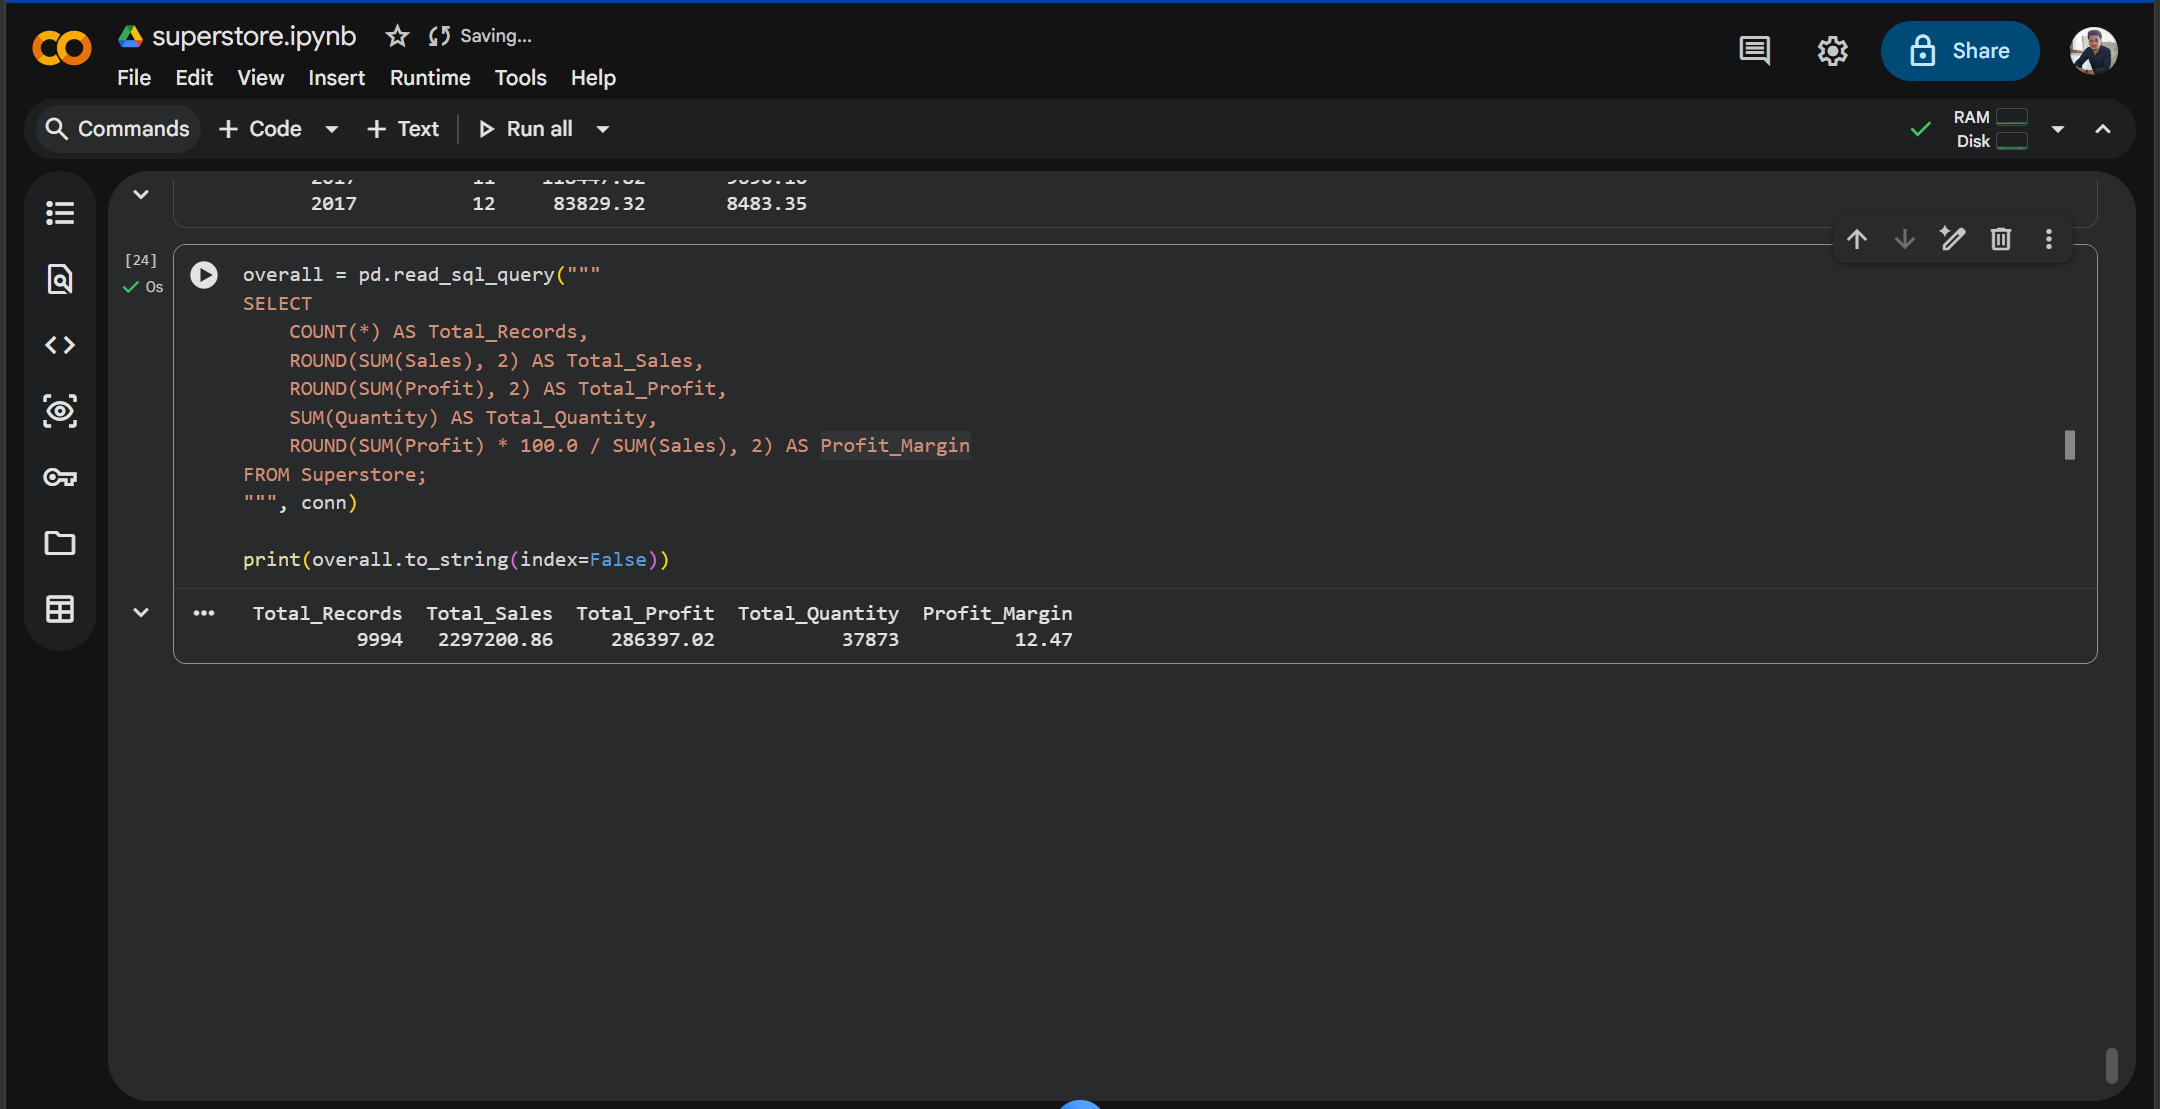 superstore.ipynb Saving...
File Edit View Insert Runtime Tools Help
Share
Commands + Code + Text Run all
RAM
Disk
2017 11
2017 12 83829.32 8483.35
[24]
0s
overall = pd.read_sql_query("""
SELECT
COUNT(*) AS Total_Records,
ROUND(SUM(Sales), 2) AS Total_Sales,
ROUND(SUM(Profit), 2) AS Total_Profit,
SUM(Quantity) AS Total_Quantity,
ROUND(SUM(Profit) * 100.0 / SUM(Sales), 2) AS Profit_Margin
FROM Superstore;
""", conn)
print(overall.to_string(index=False))
Total_Records Total_Sales Total_Profit Total_Quantity Profit_Margin
9994 2297200.86 286397.02 37873 12.47